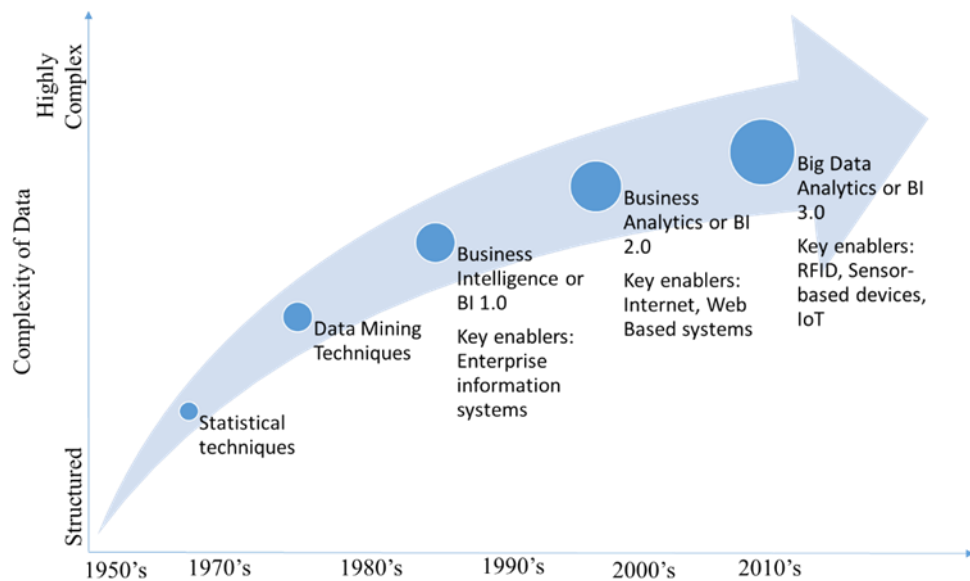 Highly
Complex
Complexity of Data
Structured
Statistical
techniques
Data Mining
Techniques
Business
Intelligence or
BI 1.0
Key enablers:
Enterprise
information
systems
Business
Analytics or BI
2.0
Key enablers:
Internet, Web
Based systems
Big Data
Analytics or BI
3.0
Key enablers:
RFID, Sensor-
based devices,
IoT
1950’s
1970’s
1980’s
1990’s
2000’s
2010’s